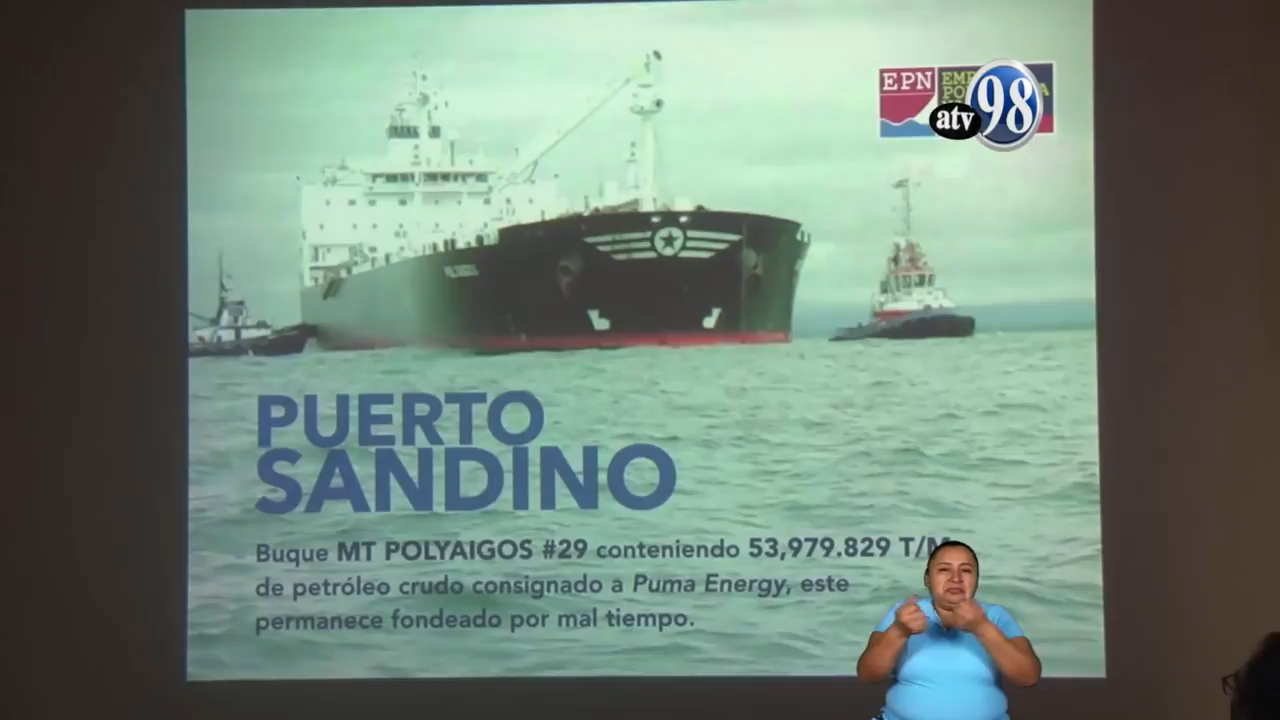 EPN
atv 98
PUERTO
SANDINO
Buque MT POLYAIGOS #29 conteniendo 53,979.829 T/M
de petróleo crudo consignado a Puma Energy, este
permanece fondeado por mal tiempo.